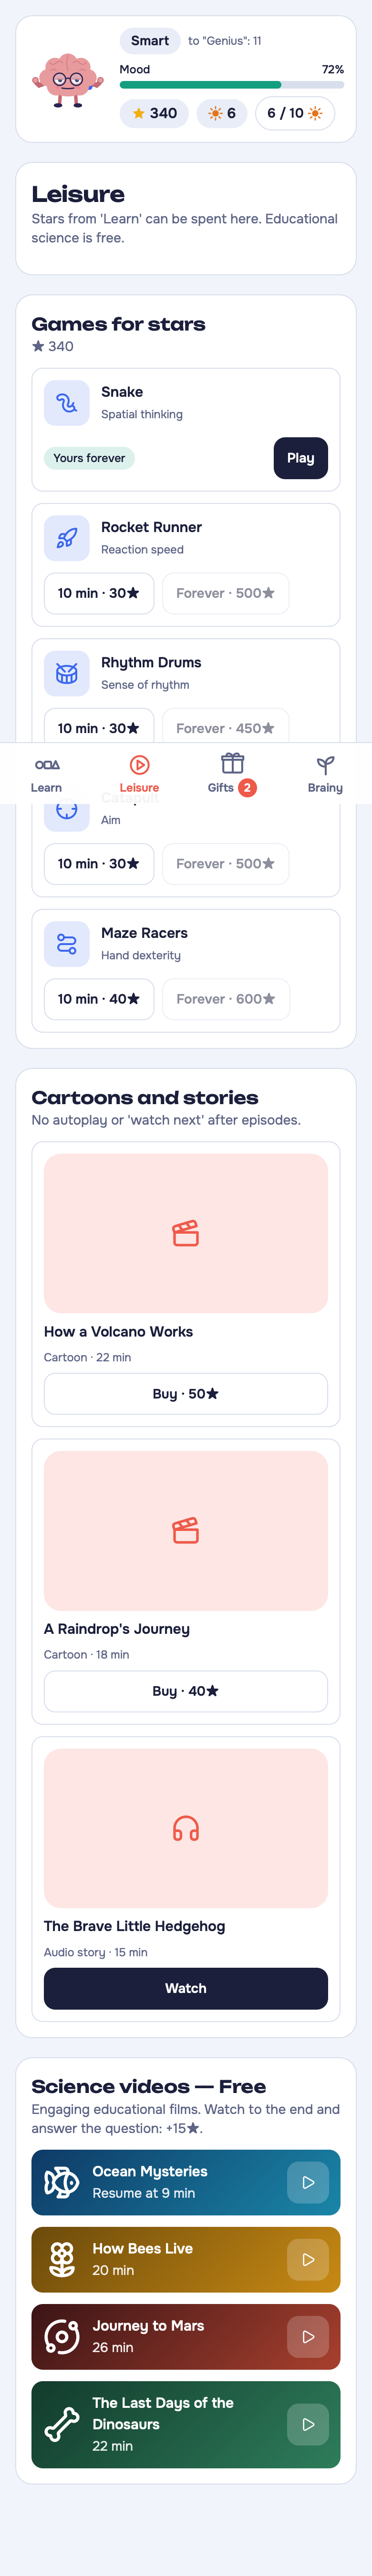 Smart to "Genius": 11
Mood 72%
★ 340 6 6 / 10
Leisure
Stars from 'Learn' can be spent here. Educational
science is free.
Games for stars
★ 340
Snake
Spatial thinking
Yours forever Play
Rocket Runner
Reaction speed
10 min · 30★ Forever · 500★
Rhythm Drums
Sense of rhythm
10 min · 30★ Forever · 450★
Learn Leisure Gifts 2 Brainy
Catapult
Aim
10 min · 30★ Forever · 500★
Maze Racers
Hand dexterity
10 min · 40★ Forever · 600★
Cartoons and stories
No autoplay or 'watch next' after episodes.
How a Volcano Works
Cartoon · 22 min
Buy · 50★
A Raindrop's Journey
Cartoon · 18 min
Buy · 40★
The Brave Little Hedgehog
Audio story · 15 min
Watch
Science videos — Free
Engaging educational films. Watch to the end and
answer the question: +15★.
Ocean Mysteries
Resume at 9 min
How Bees Live
20 min
Journey to Mars
26 min
The Last Days of the
Dinosaurs
22 min